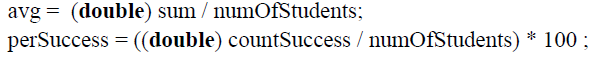 avg = (double) sum / numOfStudents;
perSuccess = ((double) countSuccess / numOfStudents) * 100 ;